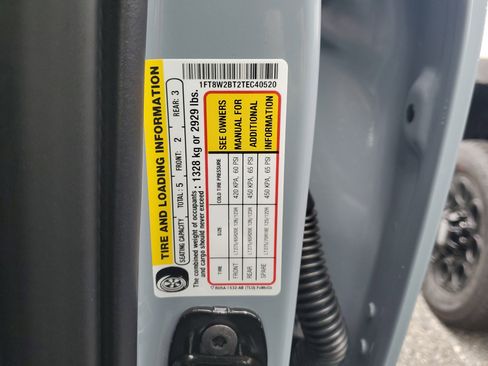 TIRE AND LOADING INFORMATION
SEATING CAPACITY TOTAL: 5 FRONT: 2 REAR: 3
The combined weight of occupants
and cargo should never exceed : 1328 kg or 2929 lbs.
TIRE SIZE COLD TIRE PRESSURE
FRONT 420 KPA, 60 PSI
REAR 450 KPA, 65 PSI
SPARE 450 KPA, 65 PSI
SEE OWNERS
MANUAL FOR
ADDITIONAL
INFORMATION
1FT8W2BT2TEC40520